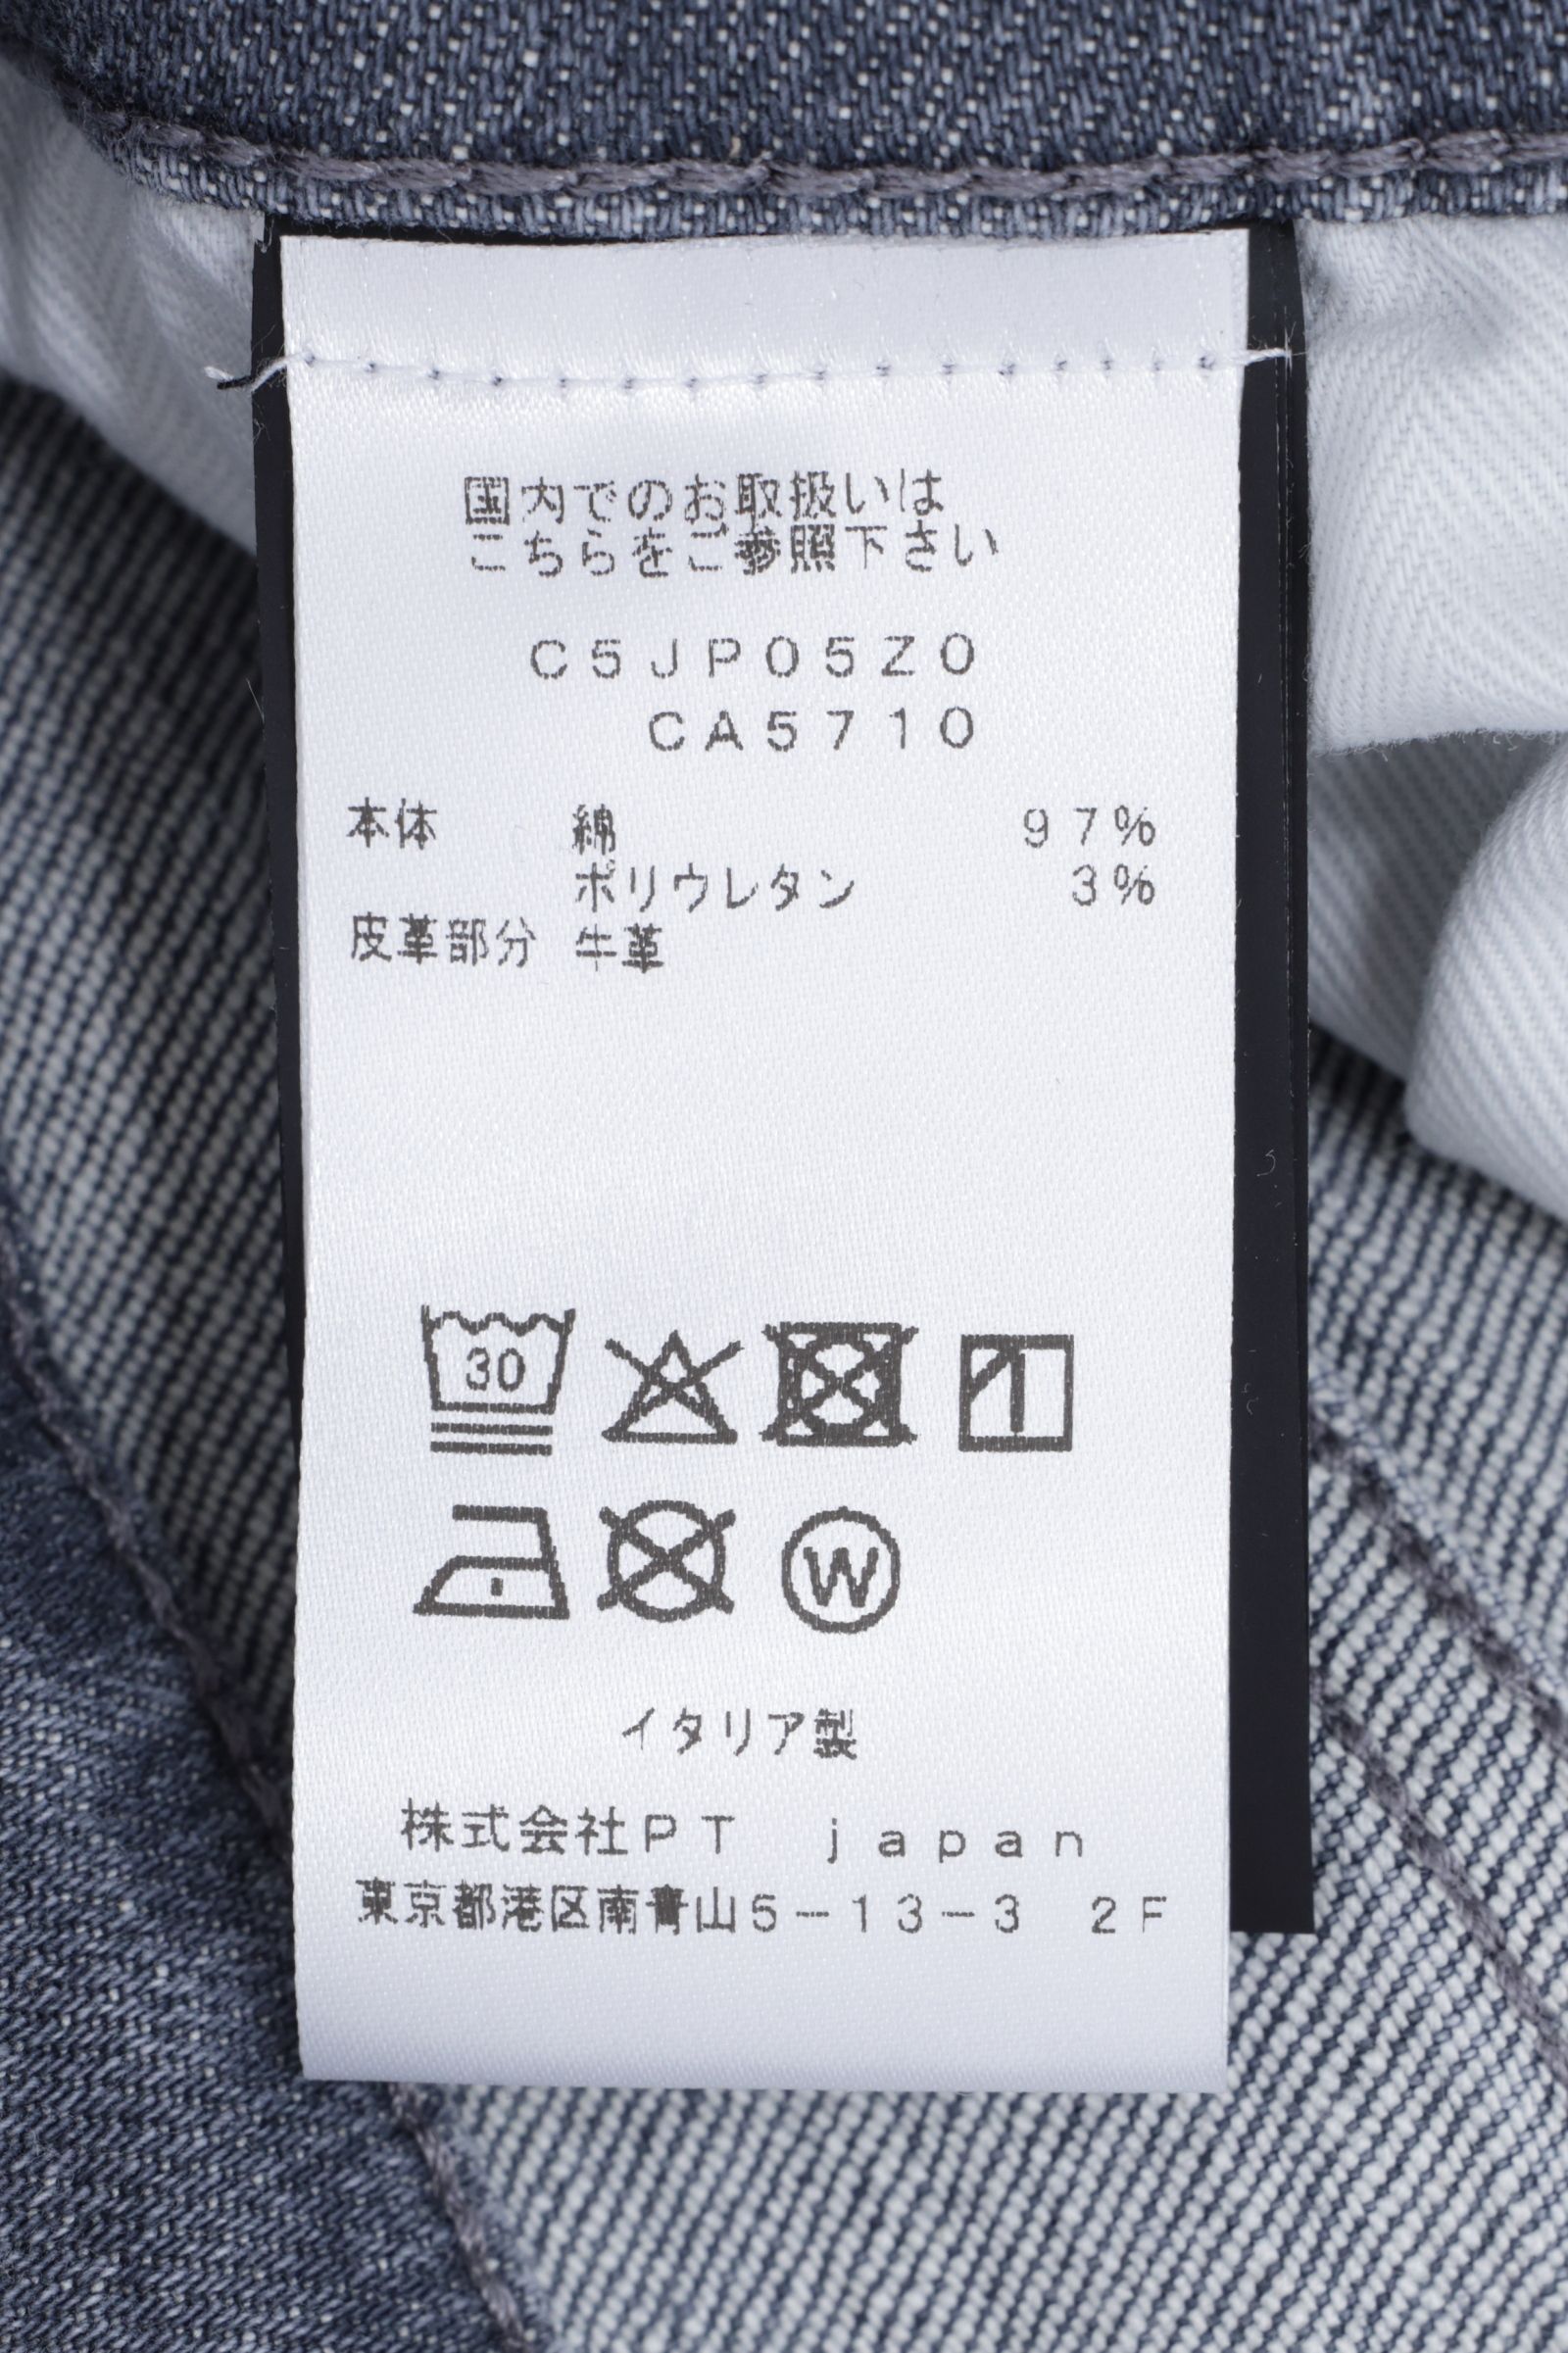 国内でのお取扱いは
こちらをご参照下さい
C5JP05Z0
CA5710
本体 綿 97%
ポリウレタン 3%
皮革部分 牛革
30
W
イタリア製
株式会社PT japan
東京都港区南青山5-13-3 2F